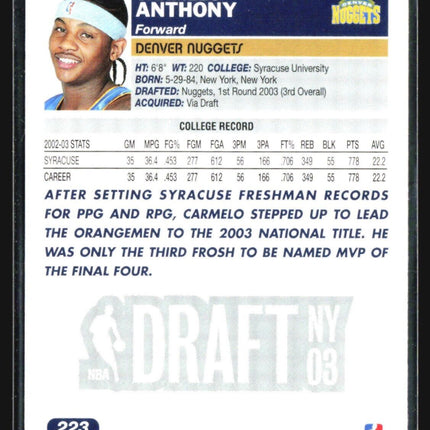 ANTHONY
Forward
DENVER NUGGETS
DENVER
NUGGETS
HT: 6'8" WT: 220 COLLEGE: Syracuse University
BORN: 5-29-84, New York, New York
DRAFTED: Nuggets, 1st Round 2003 (3rd Overall)
ACQUIRED: Via Draft
COLLEGE RECORD
2002-03 STATS GM MPG FG% FGM FGA 3PM 3PA FT% REB BLK PTS AVG
SYRACUSE 35 36.4 .453 277 612 56 166 .706 349 55 778 22.2
CAREER 35 36.4 .453 277 612 56 166 .706 349 55 778 22.2
AFTER SETTING SYRACUSE FRESHMAN RECORDS
FOR PPG AND RPG, CARMELO STEPPED UP TO LEAD
THE ORANGEMEN TO THE 2003 NATIONAL TITLE. HE
WAS ONLY THE THIRD FROSH TO BE NAMED MVP OF
THE FINAL FOUR.
NBA DRAFT NY 03
223